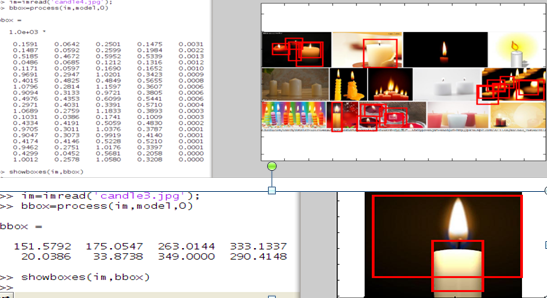 > im=imread('candle4.jpg');
> bbox=process(im,model,0)
bbox =
1.0e+03 *
0.1591 0.0642 0.2501 0.1475 0.0031
0.1487 0.0592 0.2599 0.1984 0.0022
0.5185 0.4672 0.5952 0.5339 0.0013
0.0486 0.0685 0.1212 0.1316 0.0012
0.1171 0.0597 0.1690 0.1652 0.0010
0.9691 0.2947 1.0201 0.3423 0.0009
0.4015 0.4825 0.4849 0.5655 0.0008
1.0796 0.2814 1.1597 0.3607 0.0006
0.9094 0.3133 0.9721 0.3805 0.0006
0.4976 0.4353 0.6099 0.5441 0.0006
0.2971 0.4031 0.3391 0.5710 0.0004
1.0689 0.2759 1.1833 0.3893 0.0003
0.1031 0.0386 0.1741 0.1009 0.0003
0.4334 0.4191 0.5059 0.4830 0.0002
0.9705 0.3011 1.0376 0.3787 0.0001
0.9047 0.3073 0.9919 0.4140 0.0001
0.4174 0.4146 0.5228 0.5210 0.0001
0.9462 0.2751 1.0176 0.3397 0.0001
0.4299 0.0452 0.5681 0.2058 0.0000
1.0012 0.2578 1.0580 0.3208 0.0000
> showboxes(im,bbox)
>> im=imread('candle3.jpg');
>> bbox=process(im,model,0)
bbox =
151.5792 175.0547 263.0144 333.1337
20.0386 33.8738 349.0000 290.4148
>> showboxes(im,bbox)
>>